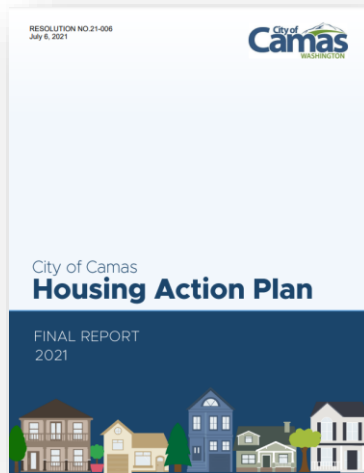 RESOLUTION NO.21-006
July 6, 2021
City of
Camas
WASHINGTON
City of Camas
Housing Action Plan
FINAL REPORT
2021